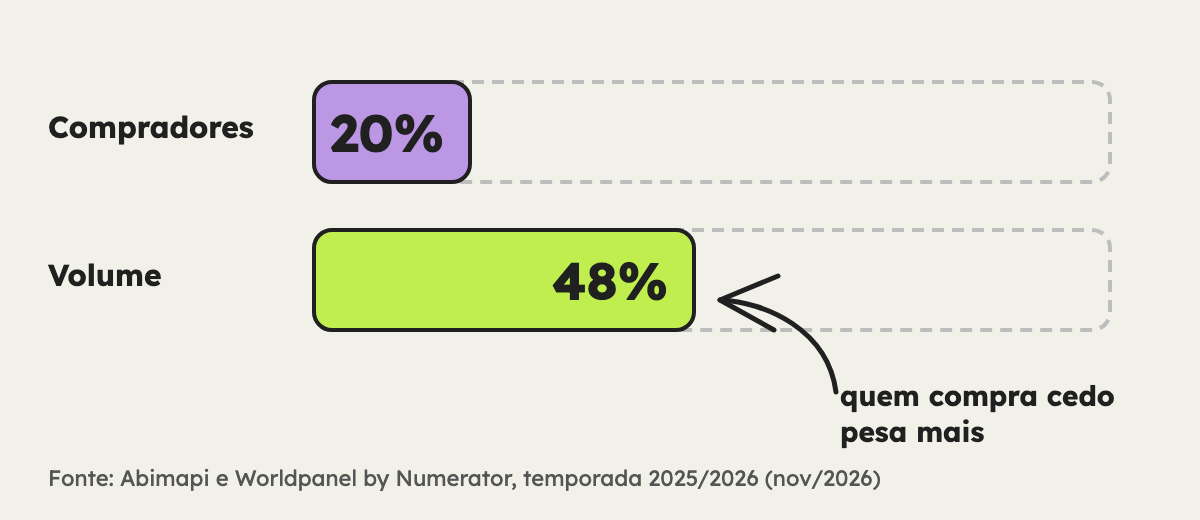 Compradores
20%
Volume
48%
quem compra cedo
pesa mais
Fonte: Abimapi e Worldpanel by Numerator, temporada 2025/2026 (nov/2026)